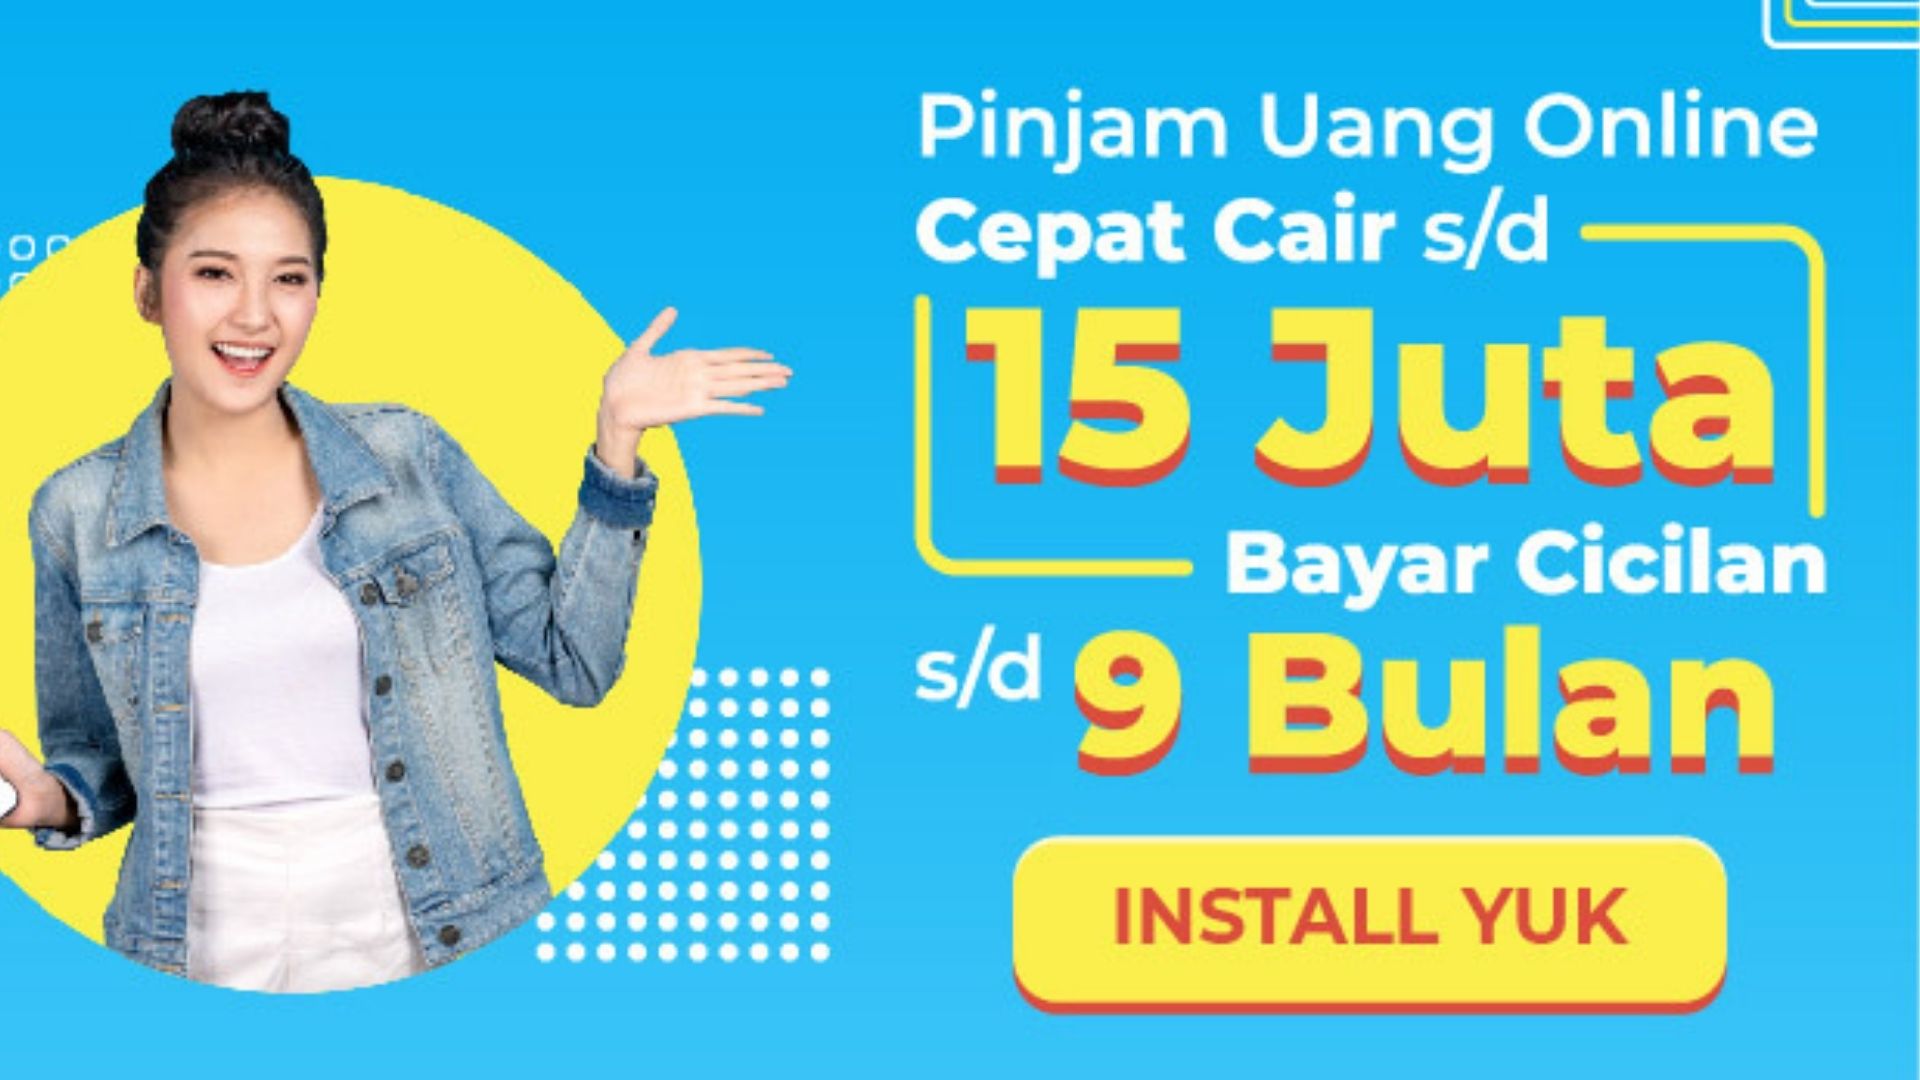 Pinjam Uang Online
Cepat Cair s/d
15 Juta
Bayar Cicilan
s/d 9 Bulan
INSTALL YUK